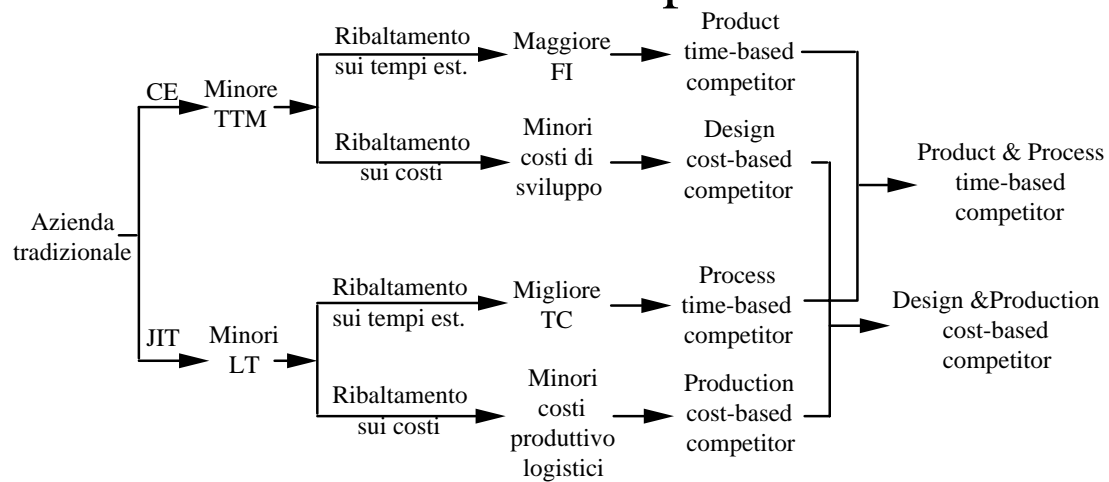 Azienda
tradizionale
CE
Minore
TTM
Ribaltamento
sui tempi est.
Maggiore
FI
Product
time-based
competitor
Ribaltamento
sui costi
Minori
costi di
sviluppo
Design
cost-based
competitor
JIT
Minori
LT
Ribaltamento
sui tempi est.
Migliore
TC
Process
time-based
competitor
Ribaltamento
sui costi
Minori
costi
produttivo
logistici
Production
cost-based
competitor
Product & Process
time-based
competitor
Design &Production
cost-based
competitor